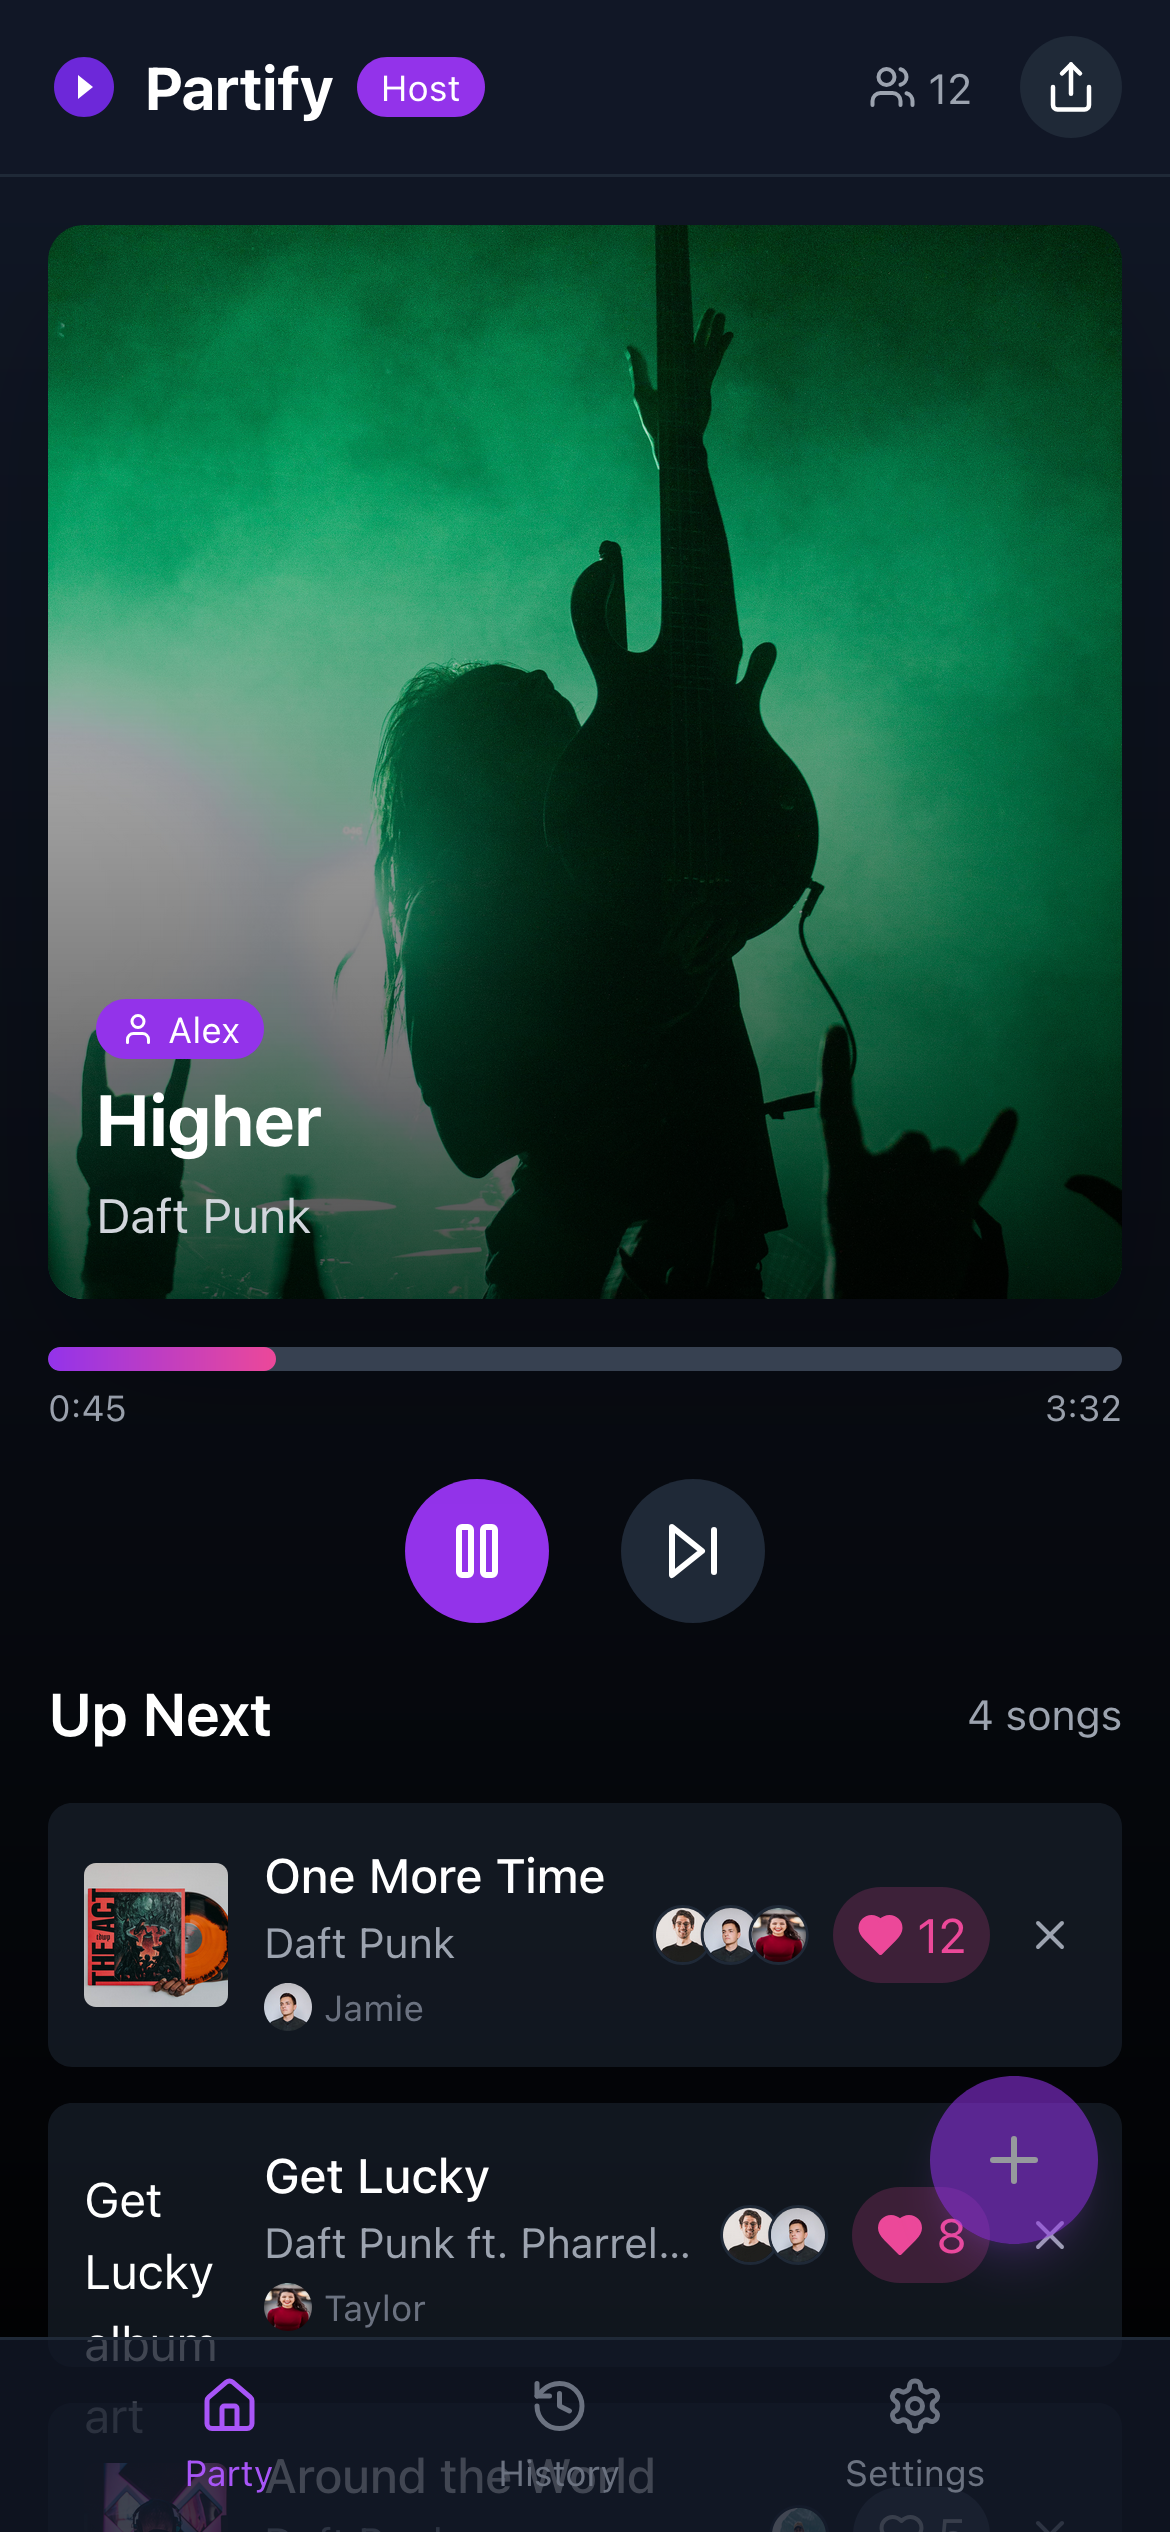 Partify
Host
12
Alex
Higher
Daft Punk
0:45
3:32
Up Next
4 songs
THE ACT
One More Time
Daft Punk
Jamie
12
Get
Lucky
album
art
Get Lucky
Daft Punk ft. Pharrel...
Taylor
8
Around the World
5
Party
History
Settings